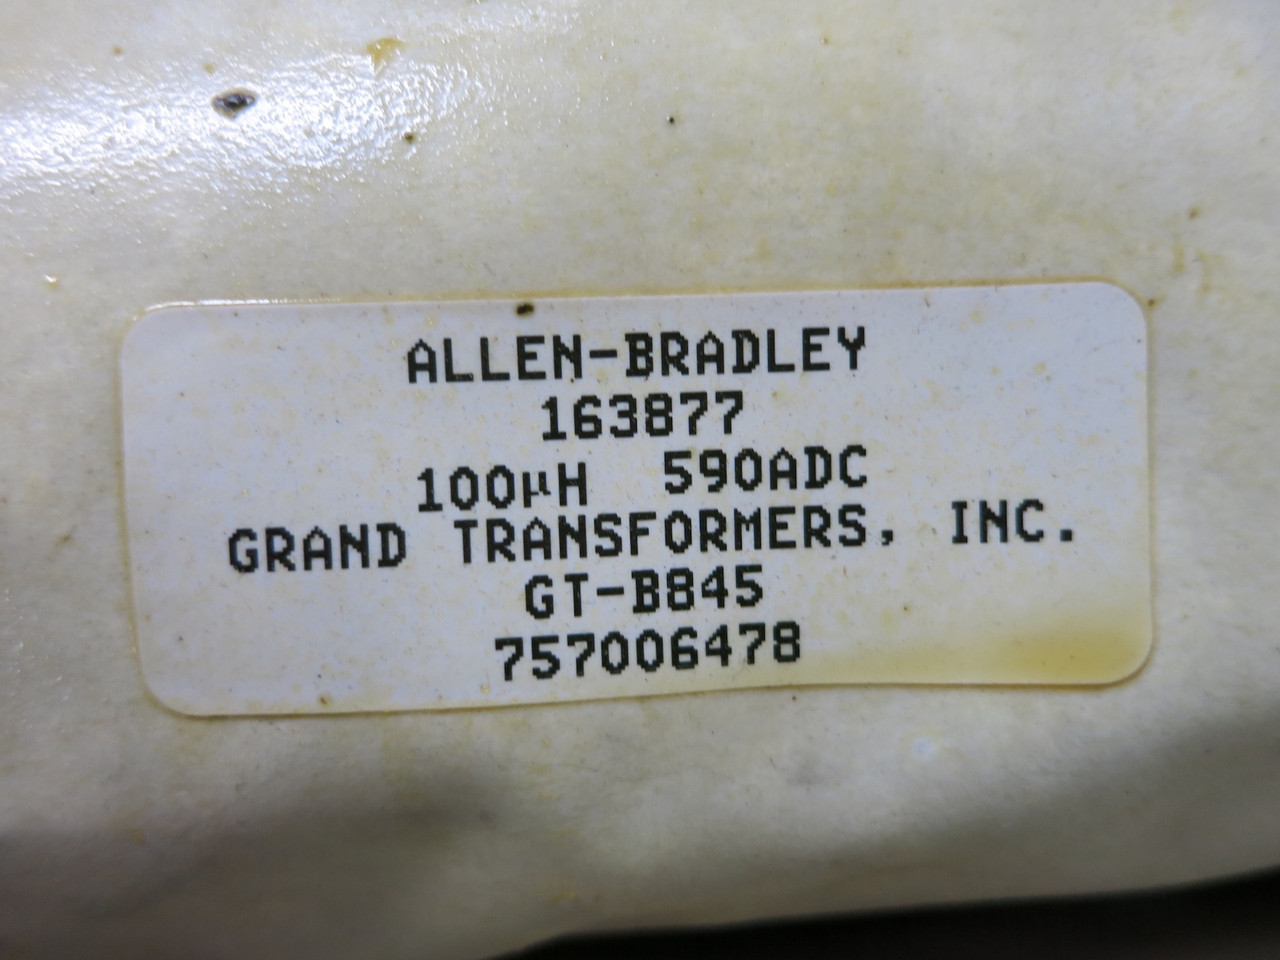 ALLEN-BRADLEY
163877
100µH 590ADC
GRAND TRANSFORMERS, INC.
GT-B845
757006478